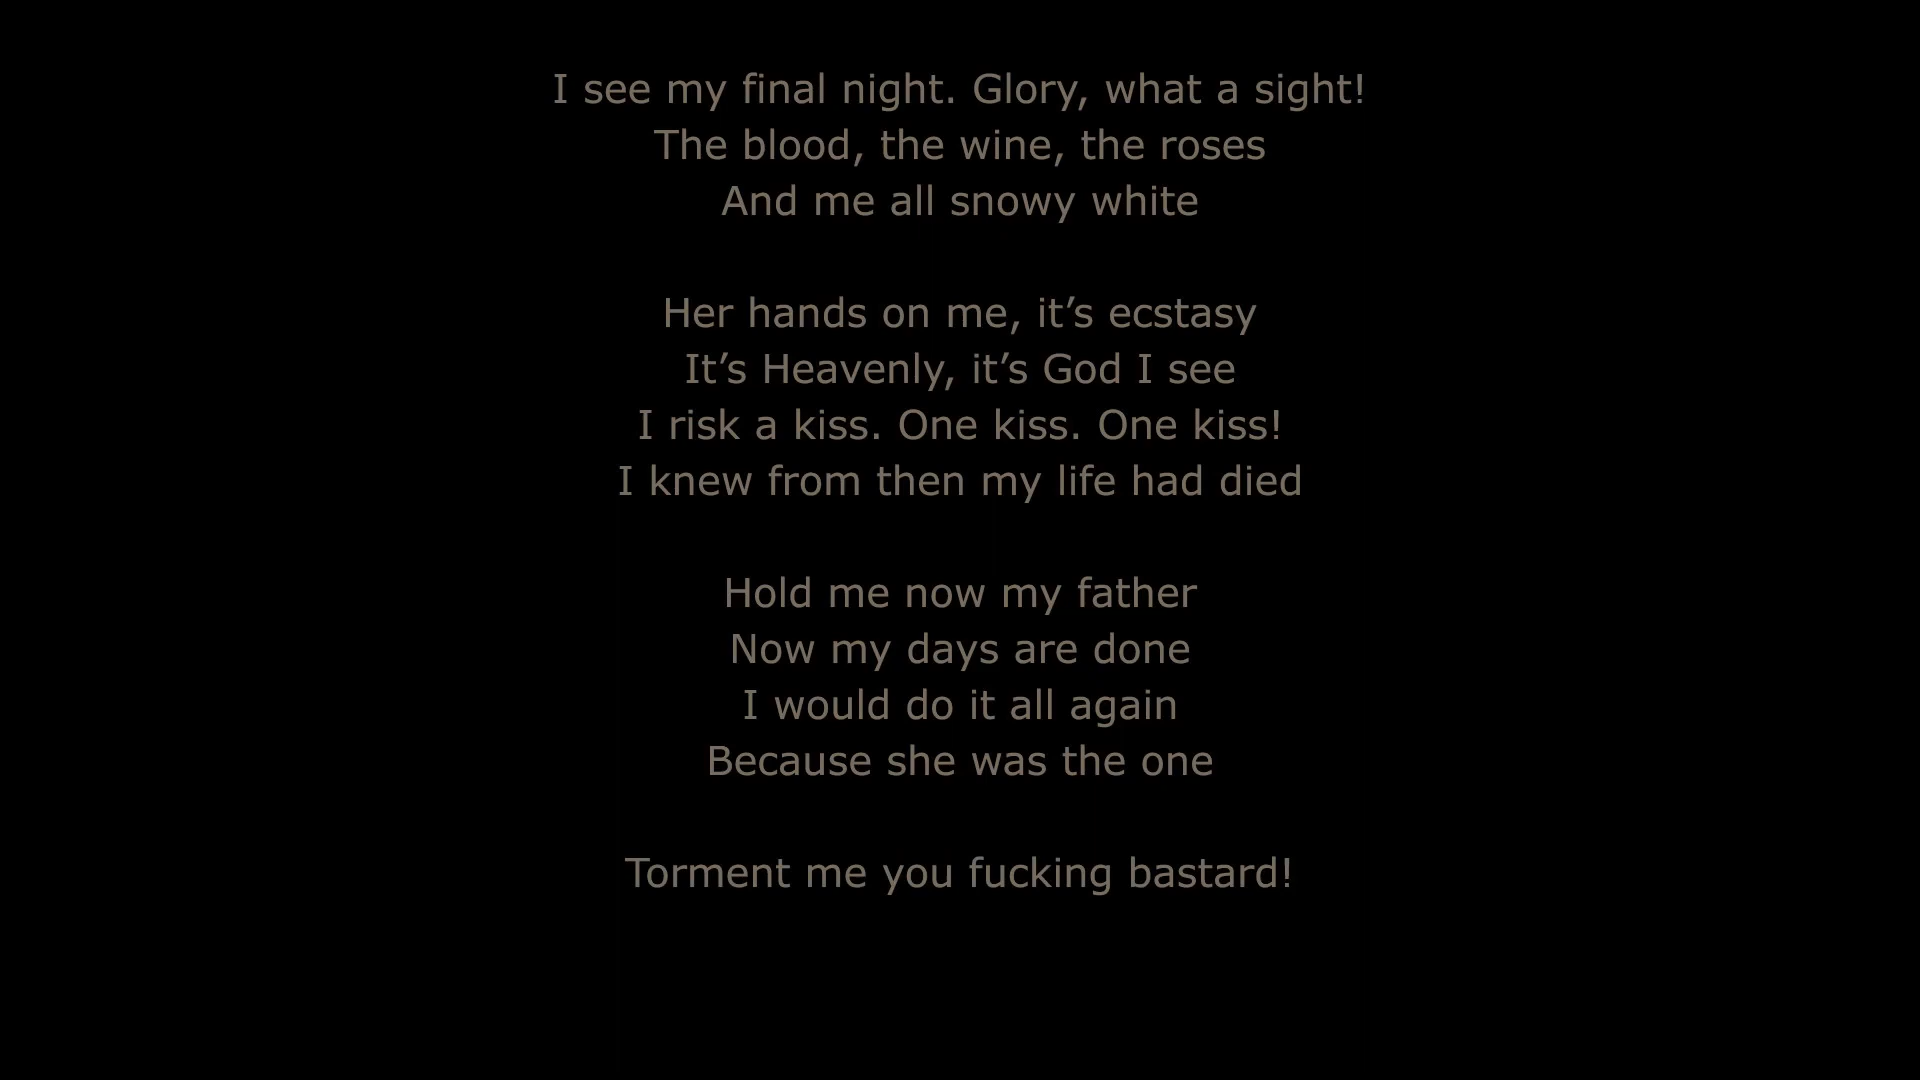 I see my final night. Glory, what a sight!
The blood, the wine, the roses
And me all snowy white
Her hands on me, it’s ecstasy
It’s Heavenly, it’s God I see
I risk a kiss. One kiss. One kiss!
I knew from then my life had died
Hold me now my father
Now my days are done
I would do it all again
Because she was the one
Torment me you fucking bastard!